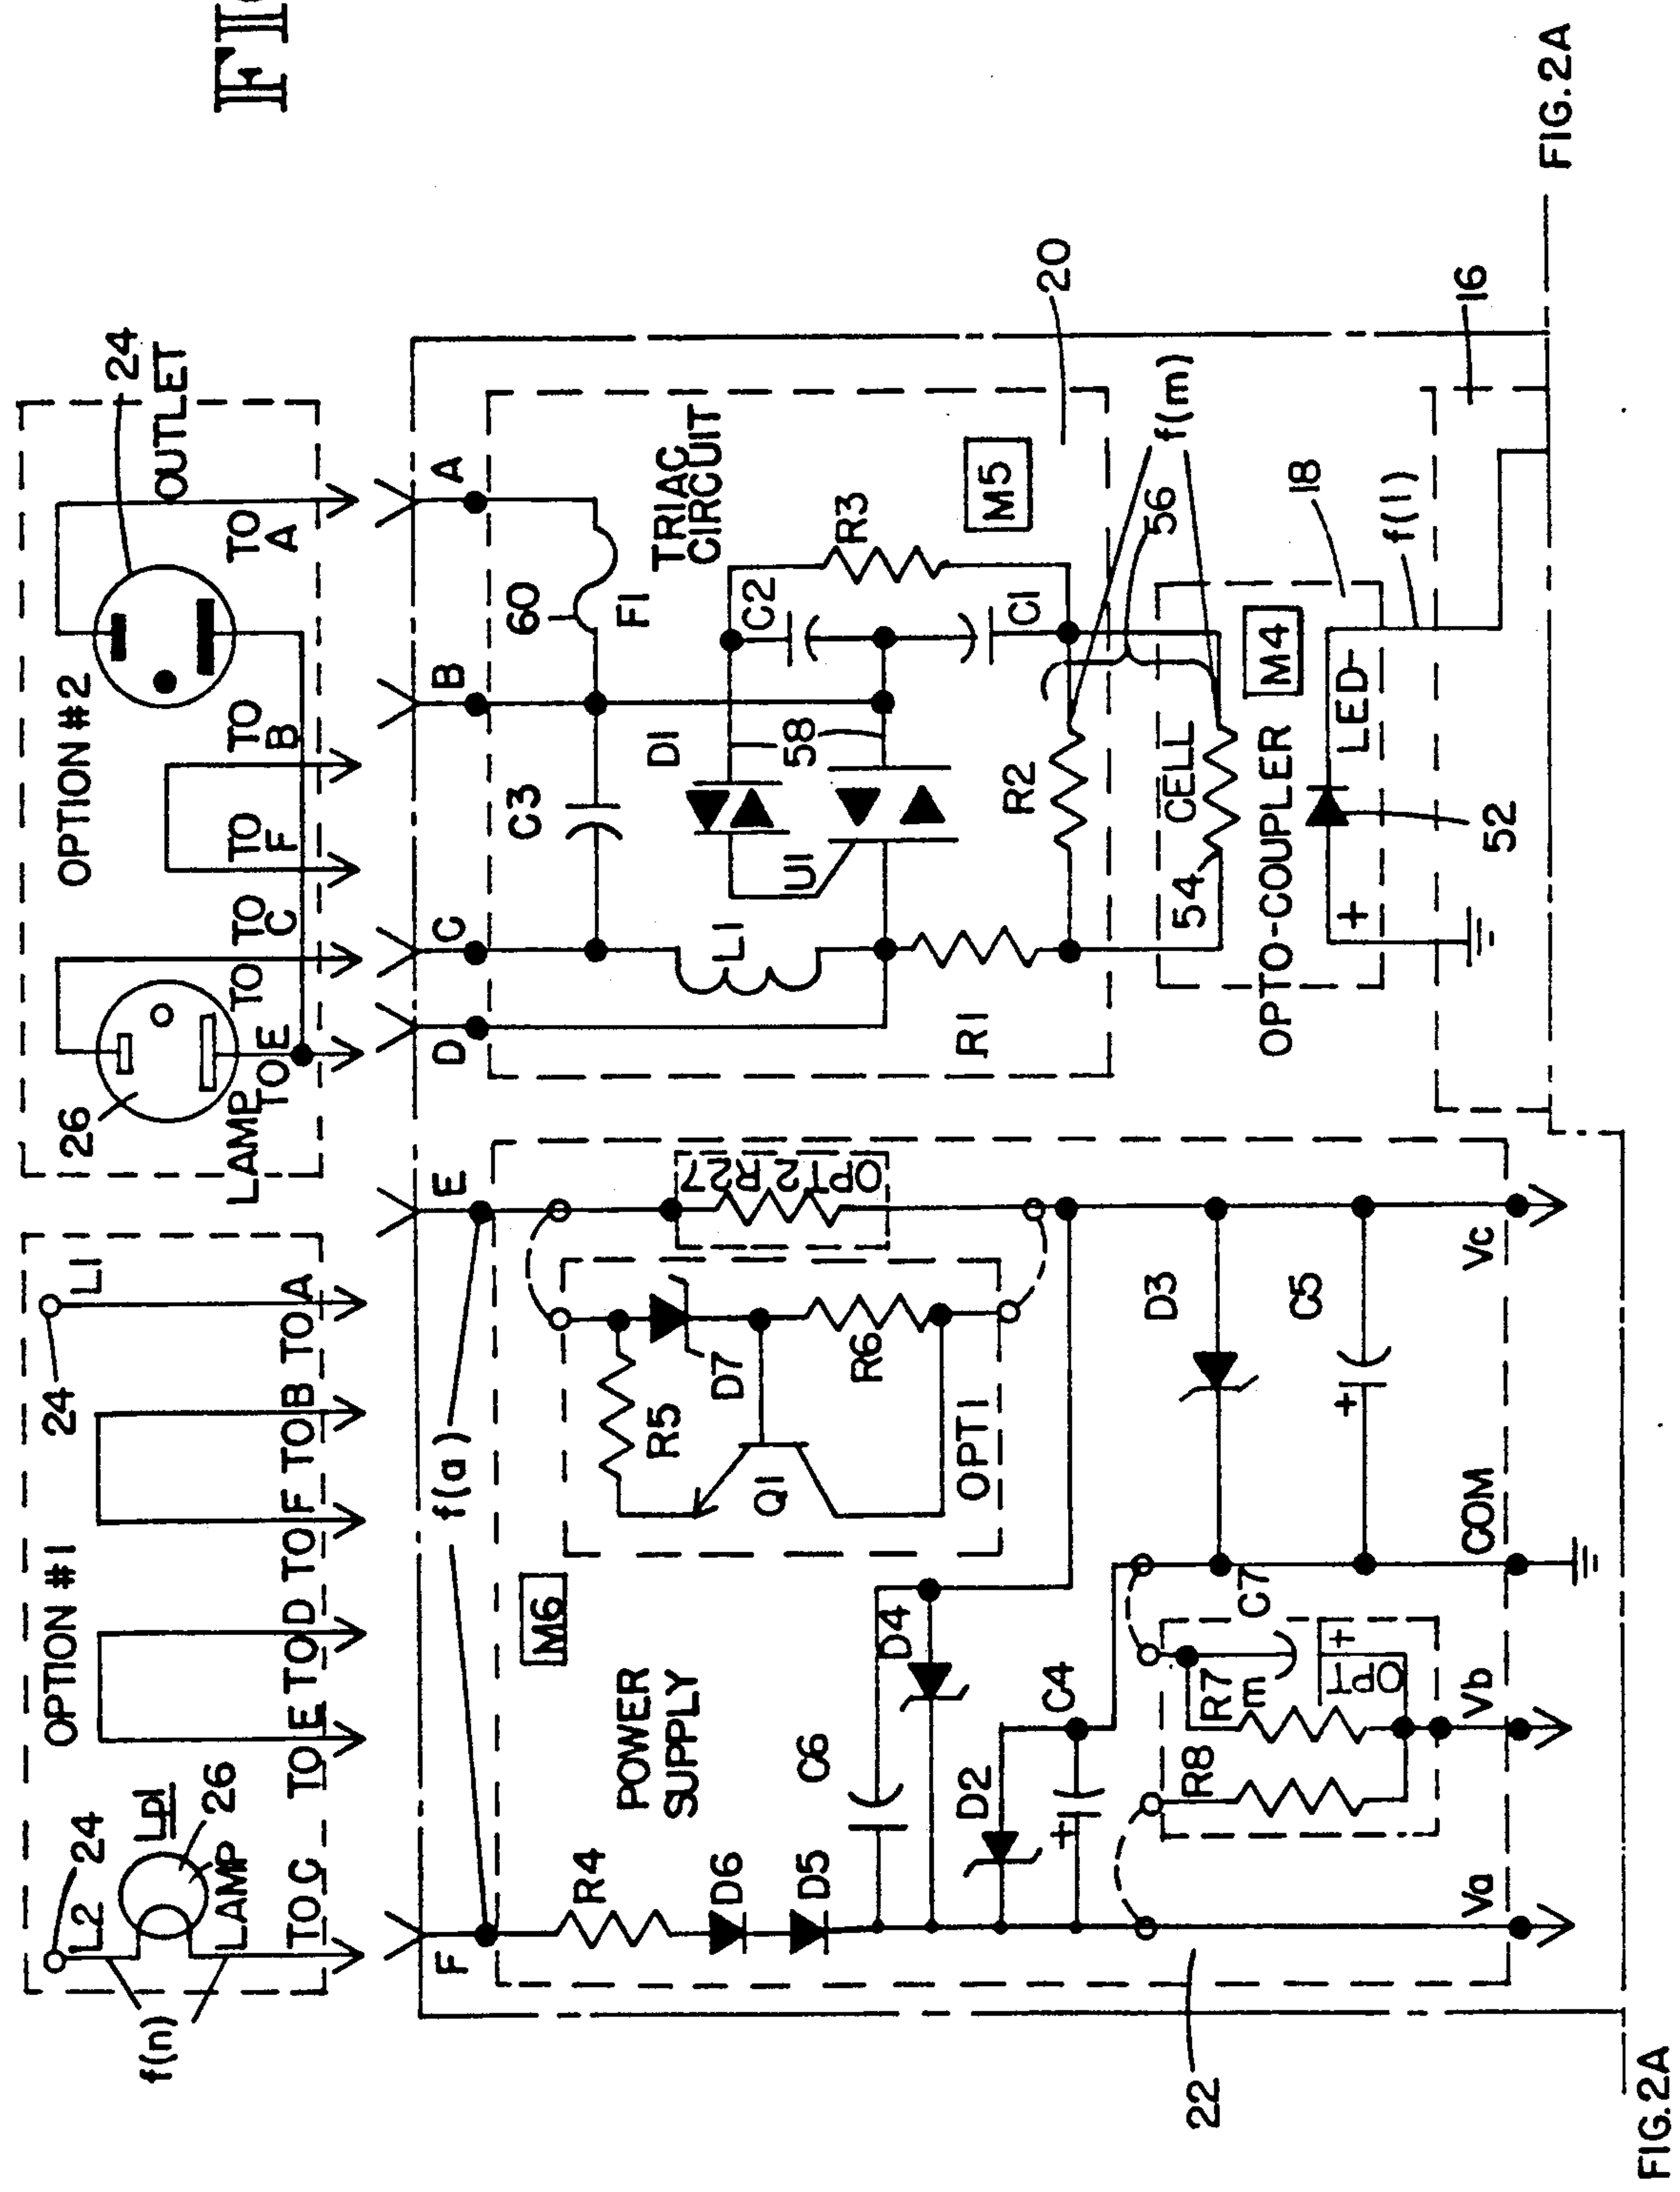 FI
FIG. 2A
OPTION #1
24
L1
24
L2
Lp1
26
LAMP
f(n)
TO C
TO E
TO D
TO F
TO B
TO A
OPTION #2
24
OUTLET
26
LAMP
TO E
TO C
TO F
TO B
TO A
F
E
D
C
B
A
f(a)
M6
POWER
SUPPLY
R4
D6
D5
C6
D4
D2
C4
+
R5
D7
Q1
R6
OPT1
OPT2 R27
D3
C5
+
R8
R7
m
C7
OPT
+
Va
Vb
COM
Vc
22
TRIAC
CIRCUIT
60
F1
C3
L1
D1
58
U1
C2
C1
R3
R1
R2
M5
20
f(m)
56
CELL
54
M4
OPTO-COUPLER
18
+
LED
-
52
f(l)
16
FIG. 2A